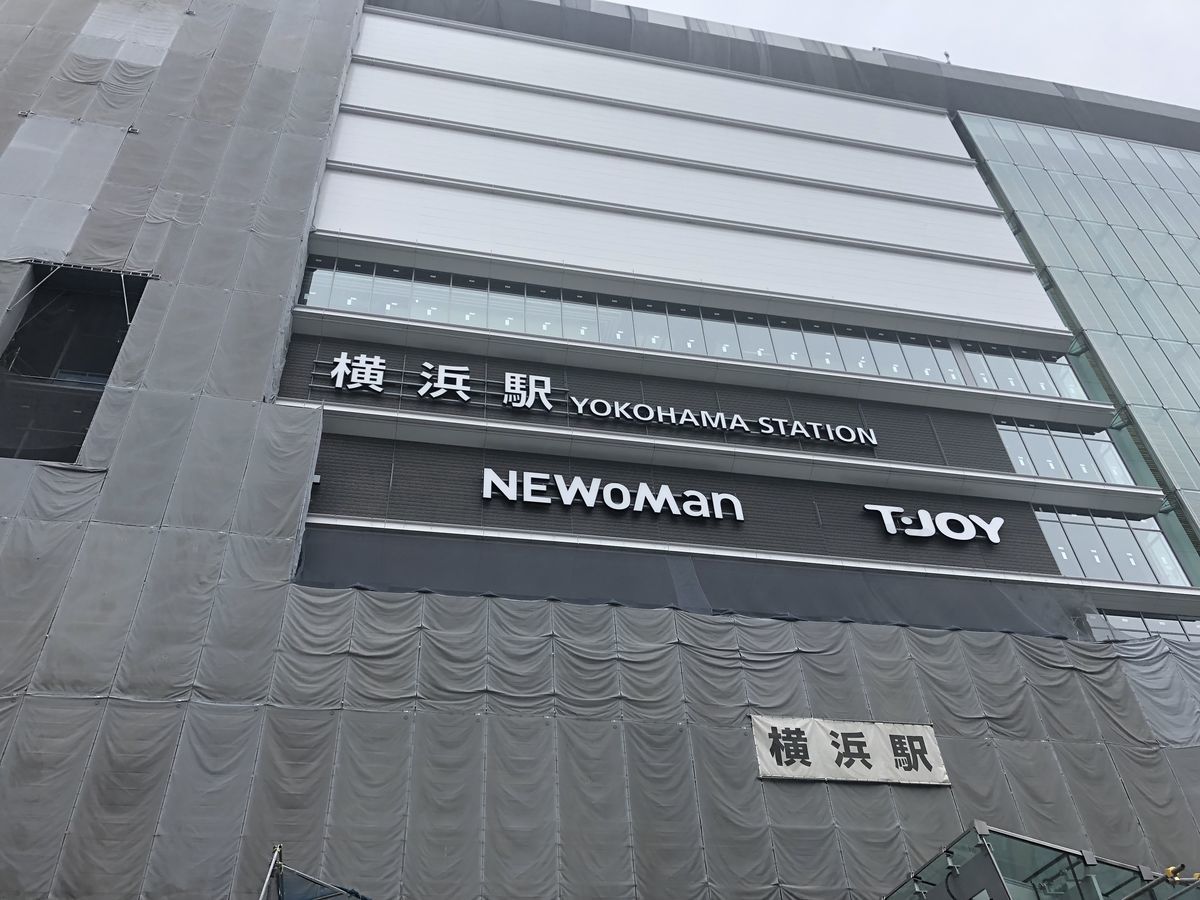 横浜駅 YOKOHAMA STATION
NEWoMan T·JOY
横浜駅